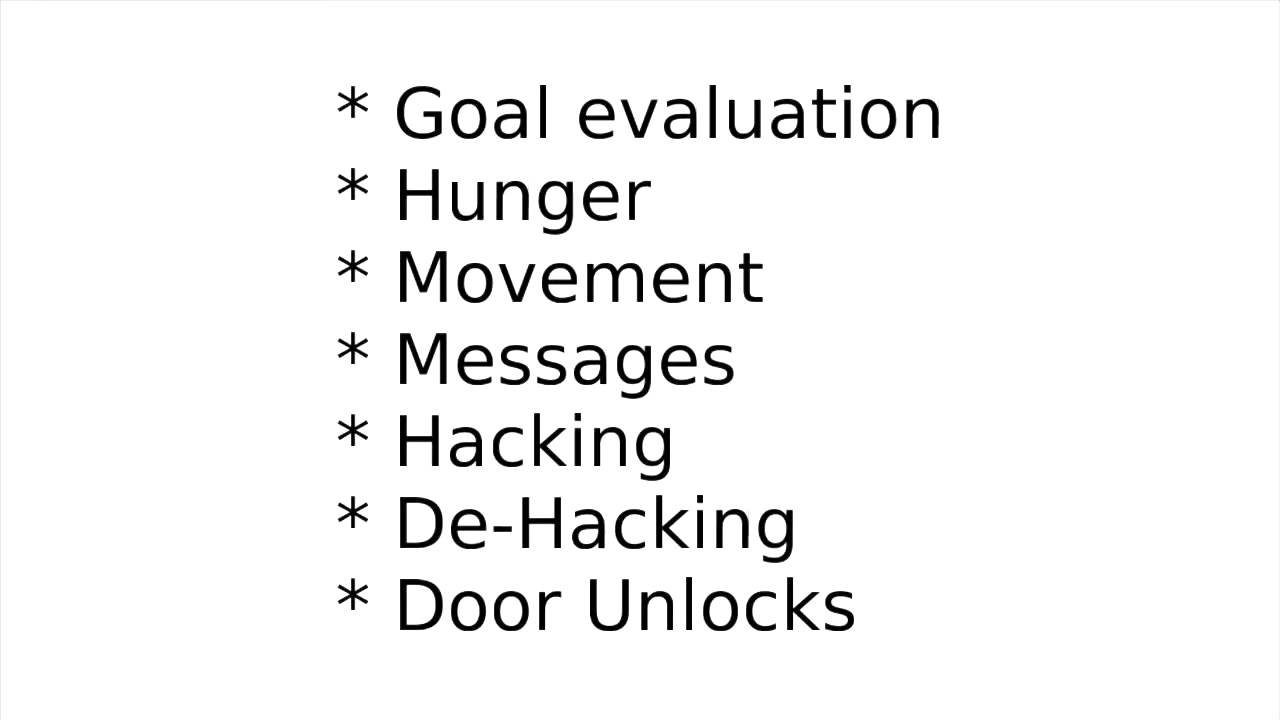 * Goal evaluation
* Hunger
* Movement
* Messages
* Hacking
* De-Hacking
* Door Unlocks